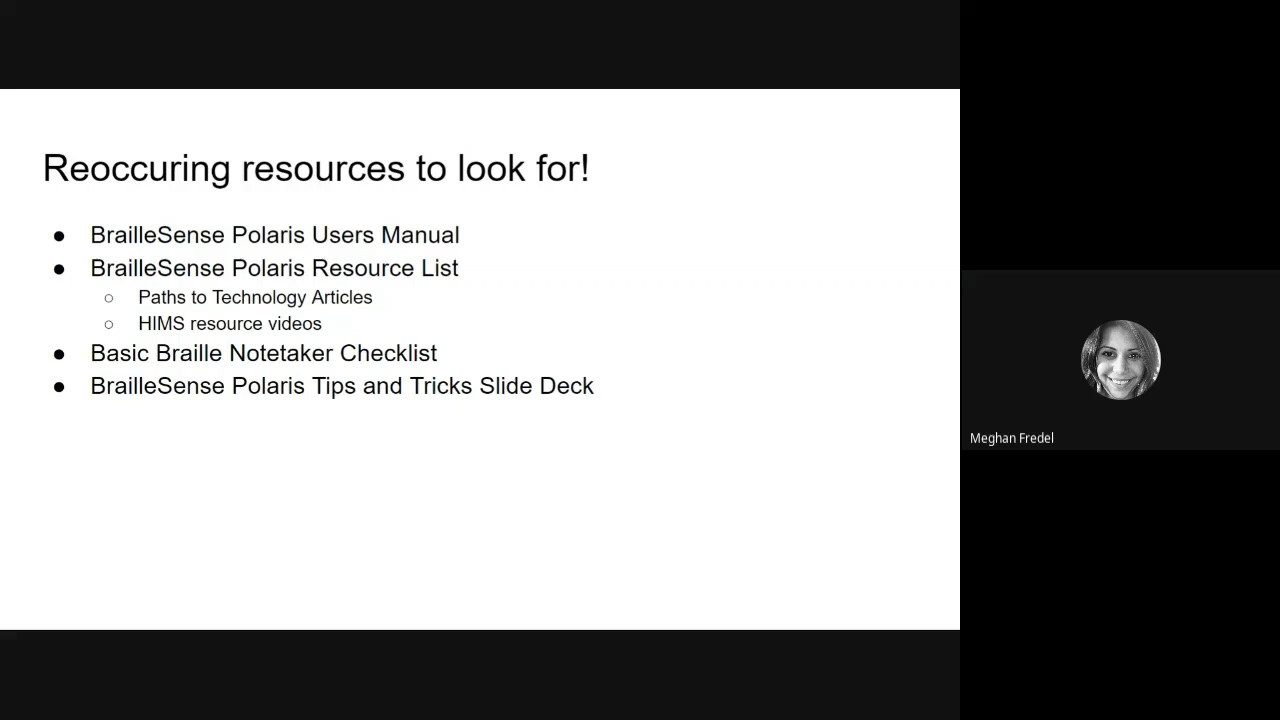 Reoccuring resources to look for!
● BrailleSense Polaris Users Manual
● BrailleSense Polaris Resource List
○ Paths to Technology Articles
○ HIMS resource videos
● Basic Braille Notetaker Checklist
● BrailleSense Polaris Tips and Tricks Slide Deck
Meghan Fredel